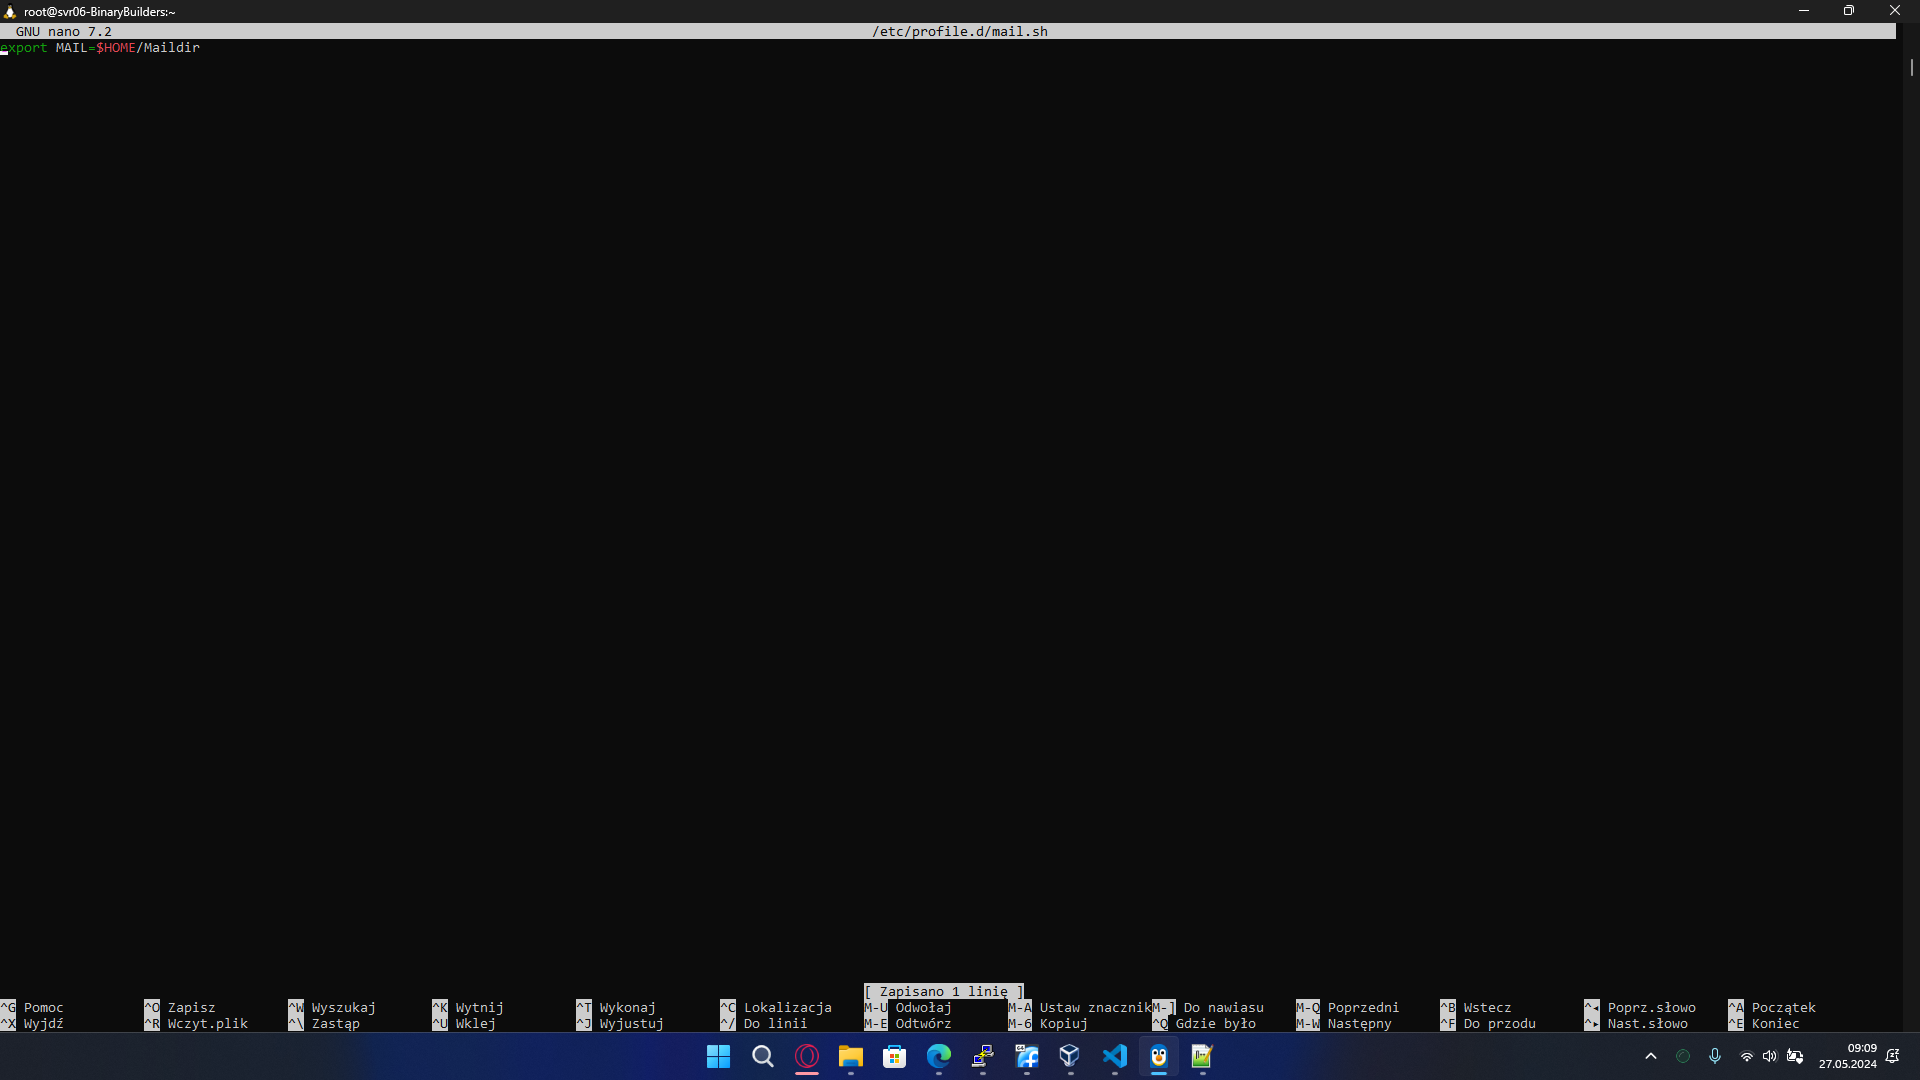 root@svr06-BinaryBuilders:~
GNU nano 7.2 /etc/profile.d/mail.sh
export MAIL=$HOME/Maildir
[ Zapisano 1 linię ]
^G Pomoc ^O Zapisz ^W Wyszukaj ^K Wytnij ^T Wykonaj ^C Lokalizacja M-U Odwołaj M-A Ustaw znacznik M-] Do nawiasu M-Q Poprzedni ^B Wstecz ^◂ Poprz.słowo ^A Początek
^X Wyjdź ^R Wczyt.plik ^\ Zastąp ^U Wklej ^J Wyjustuj ^/ Do linii M-E Odtwórz M-6 Kopiuj ^Q Gdzie było M-W Następny ^F Do przodu ^▸ Nast.słowo ^E Koniec
09:09
27.05.2024